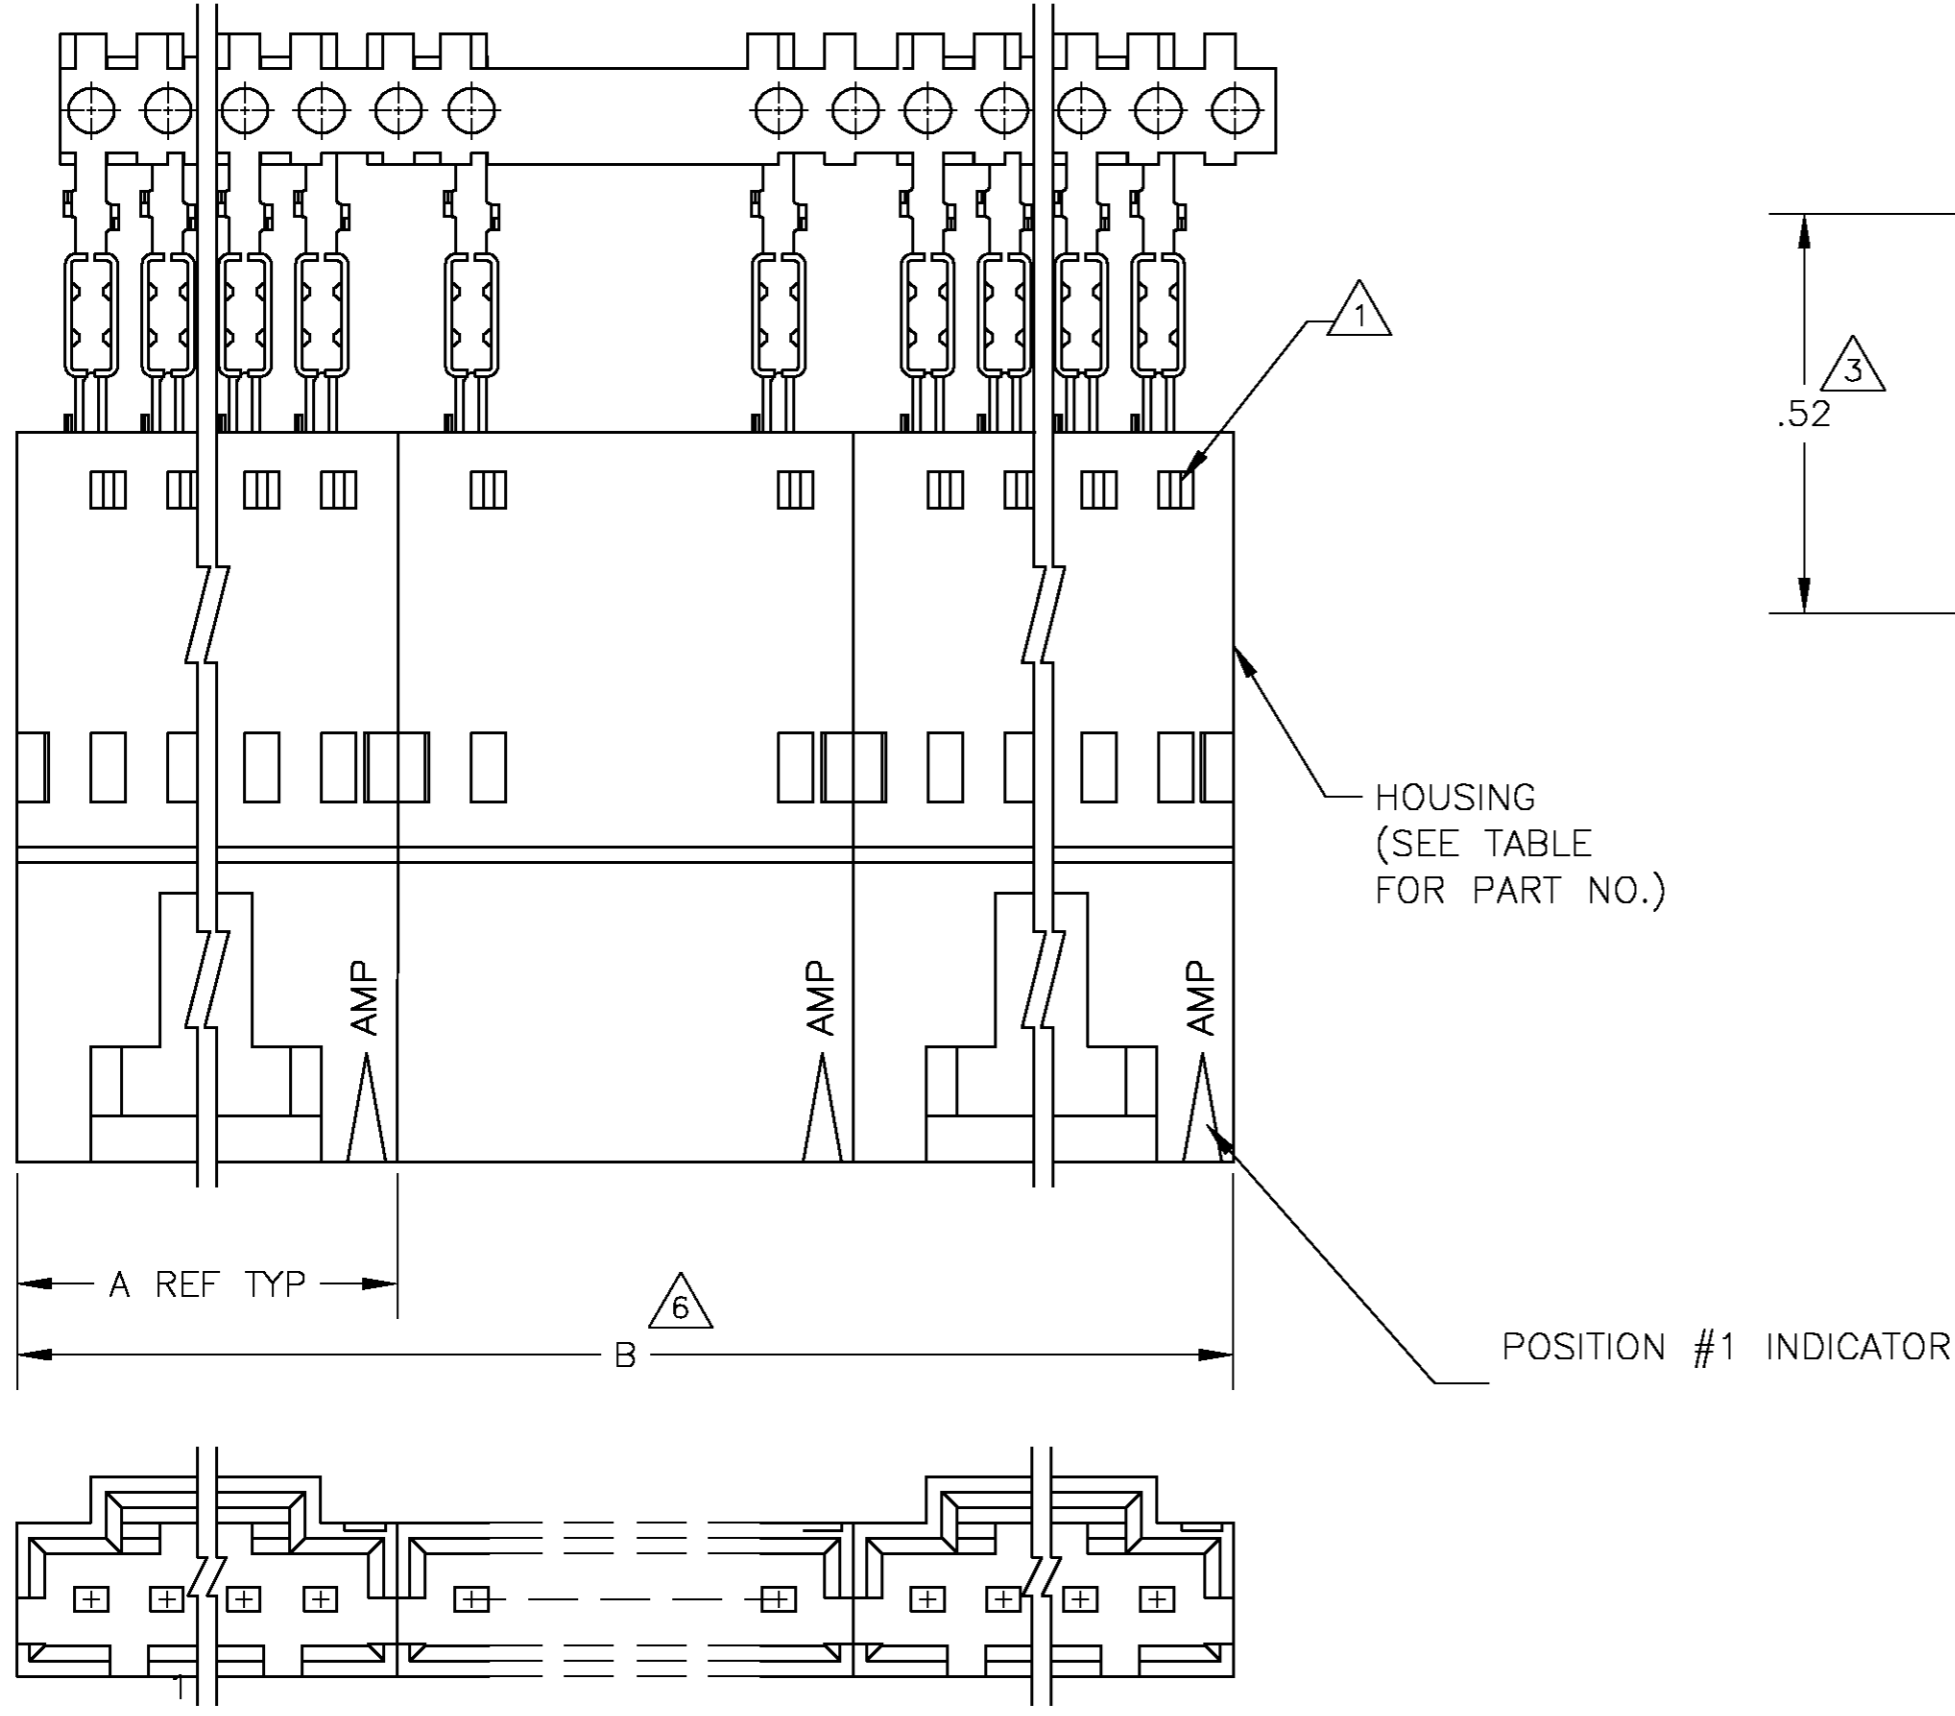 1
3
.52
HOUSING
(SEE TABLE
FOR PART NO.)
AMP
AMP
AMP
A REF TYP
6
B
POSITION #1 INDICATOR
1